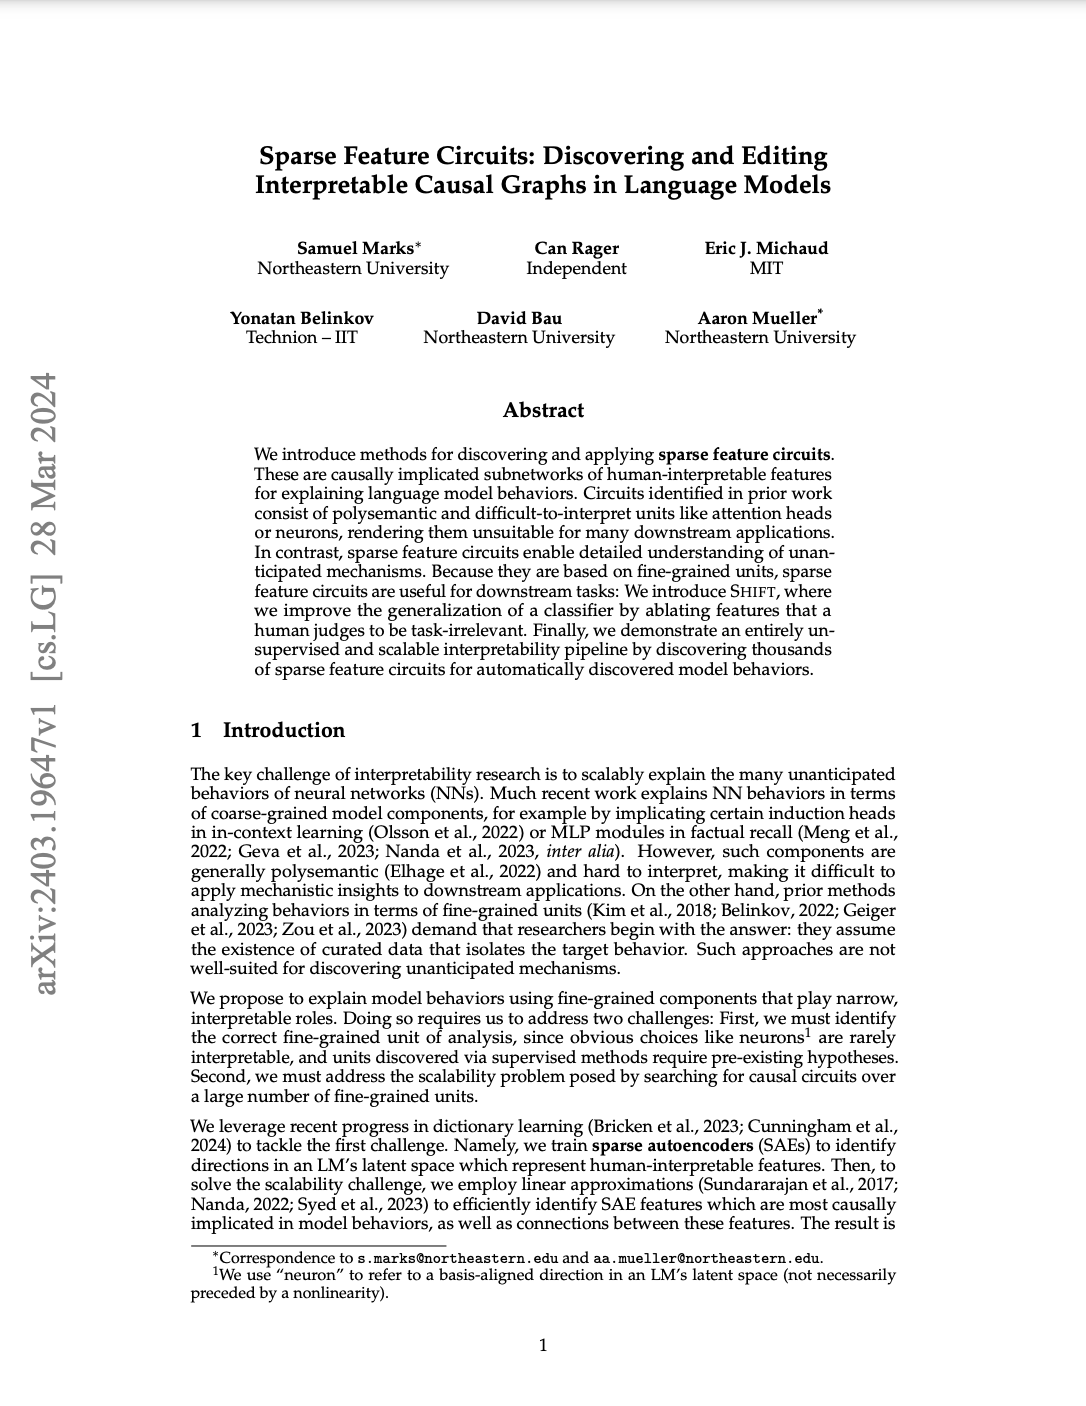 Sparse Feature Circuits: Discovering and Editing
Interpretable Causal Graphs in Language Models
Samuel Marks* Can Rager Eric J. Michaud
Northeastern University Independent MIT
Yonatan Belinkov David Bau Aaron Mueller*
Technion – IIT Northeastern University Northeastern University
Abstract
We introduce methods for discovering and applying sparse feature circuits.
These are causally implicated subnetworks of human-interpretable features
for explaining language model behaviors. Circuits identified in prior work
consist of polysemantic and difficult-to-interpret units like attention heads
or neurons, rendering them unsuitable for many downstream applications.
In contrast, sparse feature circuits enable detailed understanding of unan-
ticipated mechanisms. Because they are based on fine-grained units, sparse
feature circuits are useful for downstream tasks: We introduce SHIFT, where
we improve the generalization of a classifier by ablating features that a
human judges to be task-irrelevant. Finally, we demonstrate an entirely un-
supervised and scalable interpretability pipeline by discovering thousands
of sparse feature circuits for automatically discovered model behaviors.
1 Introduction
The key challenge of interpretability research is to scalably explain the many unanticipated
behaviors of neural networks (NNs). Much recent work explains NN behaviors in terms
of coarse-grained model components, for example by implicating certain induction heads
in in-context learning (Olsson et al., 2022) or MLP modules in factual recall (Meng et al.,
2022; Geva et al., 2023; Nanda et al., 2023, inter alia). However, such components are
generally polysemantic (Elhage et al., 2022) and hard to interpret, making it difficult to
apply mechanistic insights to downstream applications. On the other hand, prior methods
analyzing behaviors in terms of fine-grained units (Kim et al., 2018; Belinkov, 2022; Geiger
et al., 2023; Zou et al., 2023) demand that researchers begin with the answer: they assume
the existence of curated data that isolates the target behavior. Such approaches are not
well-suited for discovering unanticipated mechanisms.
We propose to explain model behaviors using fine-grained components that play narrow,
interpretable roles. Doing so requires us to address two challenges: First, we must identify
the correct fine-grained unit of analysis, since obvious choices like neurons¹ are rarely
interpretable, and units discovered via supervised methods require pre-existing hypotheses.
Second, we must address the scalability problem posed by searching for causal circuits over
a large number of fine-grained units.
We leverage recent progress in dictionary learning (Bricken et al., 2023; Cunningham et al.,
2024) to tackle the first challenge. Namely, we train sparse autoencoders (SAEs) to identify
directions in an LM's latent space which represent human-interpretable features. Then, to
solve the scalability challenge, we employ linear approximations (Sundararajan et al., 2017;
Nanda, 2022; Syed et al., 2023) to efficiently identify SAE features which are most causally
implicated in model behaviors, as well as connections between these features. The result is
*Correspondence to s.marks@northeastern.edu and aa.mueller@northeastern.edu.
¹We use “neuron” to refer to a basis-aligned direction in an LM's latent space (not necessarily
preceded by a nonlinearity).
1
arXiv:2403.19647v1 [cs.LG] 28 Mar 2024